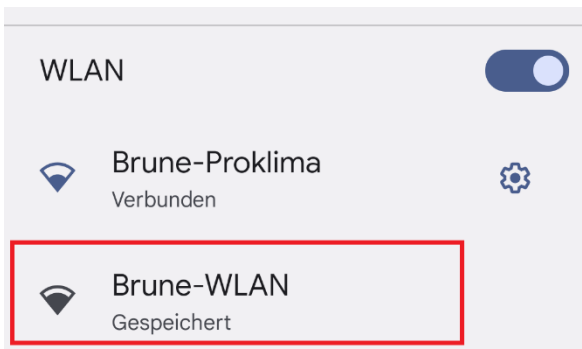 WLAN
Brune-Proklima
Verbunden
Brune-WLAN
Gespeichert